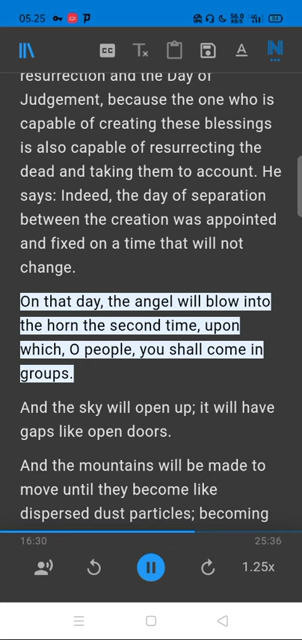 05.25
CC
resurrection and the Day of
Judgement, because the one who is
capable of creating these blessings
is also capable of resurrecting the
dead and taking them to account. He
says: Indeed, the day of separation
between the creation was appointed
and fixed on a time that will not
change.
On that day, the angel will blow into
the horn the second time, upon
which, O people, you shall come in
groups.
And the sky will open up; it will have
gaps like open doors.
And the mountains will be made to
move until they become like
dispersed dust particles; becoming
16:30 25:36
1.25x